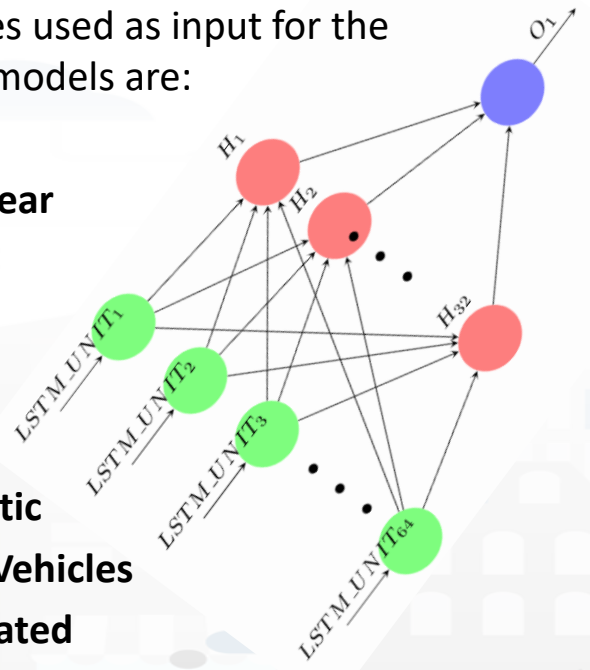 es used as input for the
models are:
ear
tic
Vehicles
ated
O₁
H₁
H₂
H₃₂
LSTM_UNIT₁
LSTM_UNIT₂
LSTM_UNIT₃
LSTM_UNIT₆₄